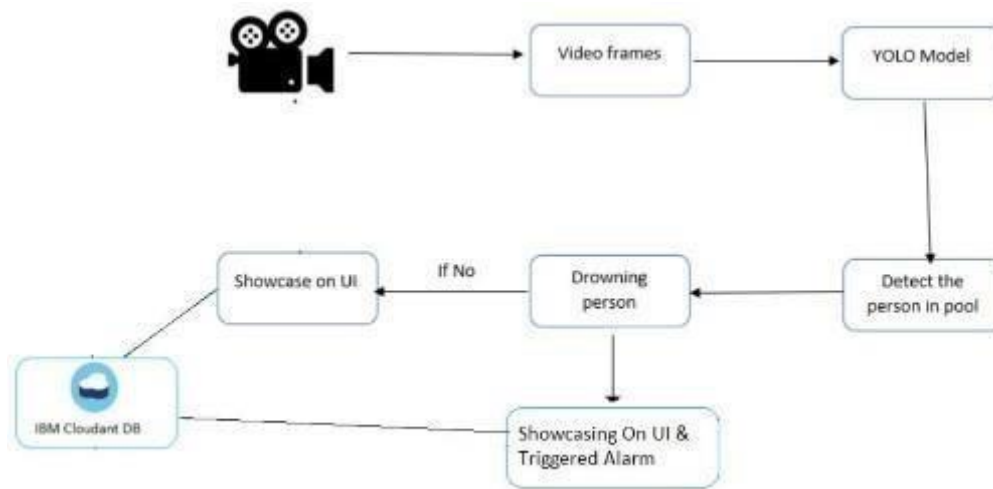 Video frames
YOLO Model
Detect the
person in pool
Drowning
person
If No
Showcase on UI
IBM Cloudant DB
Showcasing On UI &
Triggered Alarm